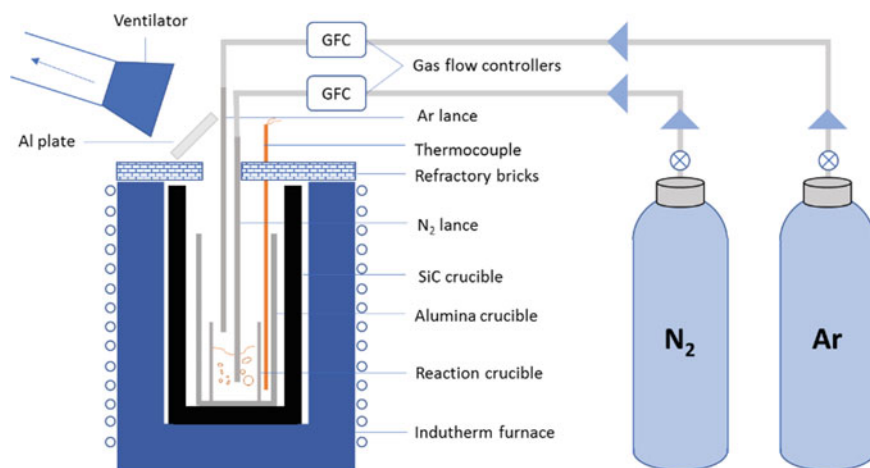 Ventilator
GFC
Gas flow controllers
GFC
Ar lance
Al plate
Thermocouple
Refractory bricks
N₂ lance
SiC crucible
Alumina crucible
N₂
Ar
Reaction crucible
Indutherm furnace